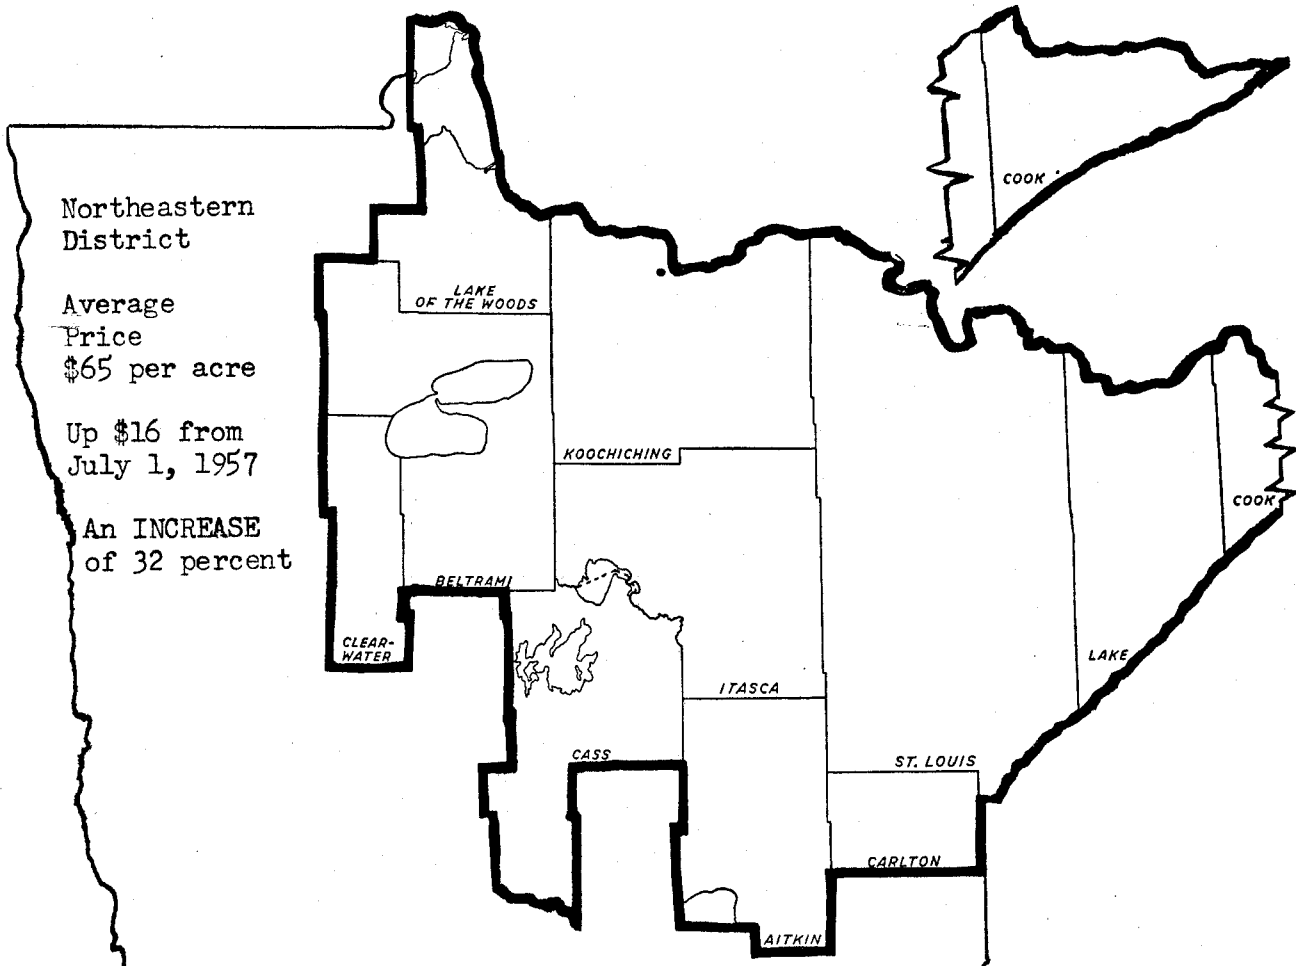 Northeastern
District
Average
Price
$65 per acre
Up $16 from
July 1, 1957
An INCREASE
of 32 percent
COOK
LAKE
OF THE WOODS
KOOCHICHING
COOK
BELTRAMI
CLEAR-
WATER
LAKE
ITASCA
CASS
ST. LOUIS
CARLTON
AITKIN